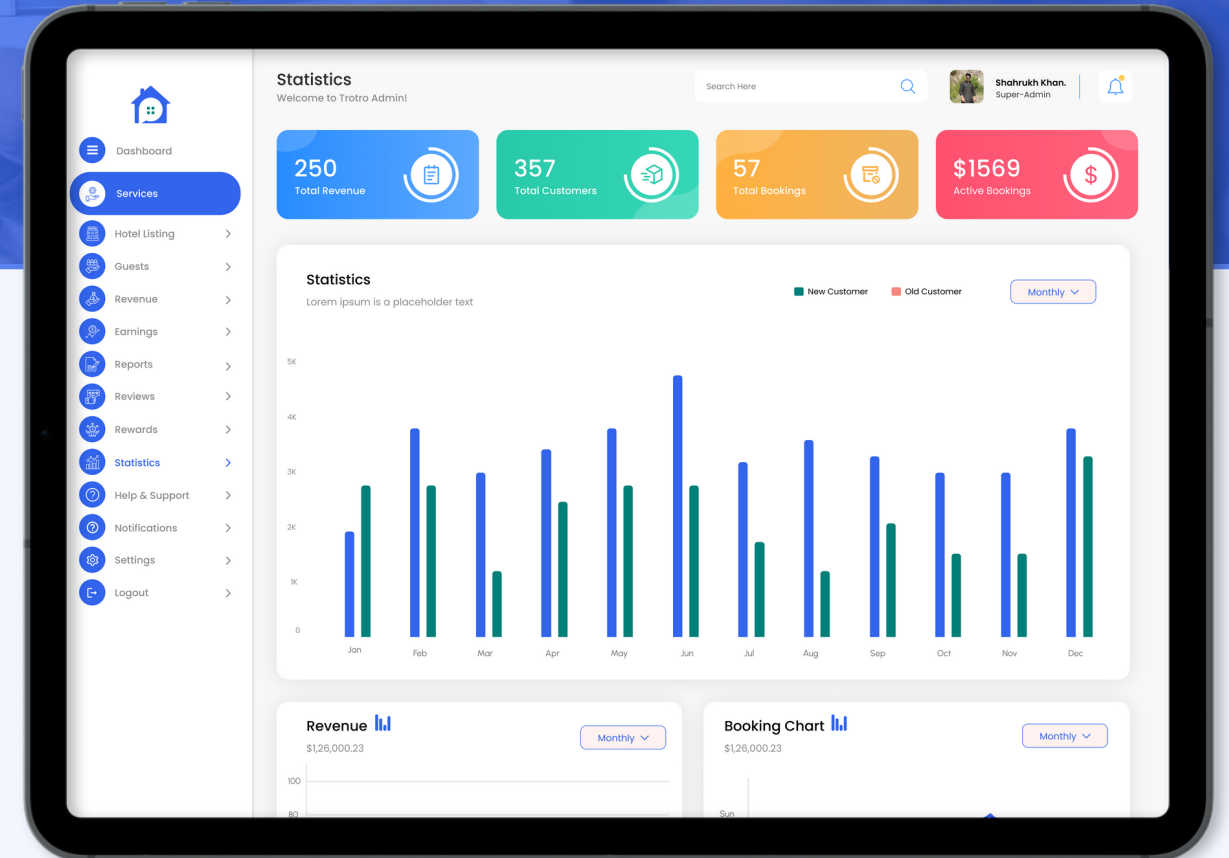 Statistics
Welcome to Trotro Admin!
Search Here
Shahrukh Khan.
Super-Admin
Dashboard
Services
Hotel Listing
Guests
Revenue
Earnings
Reports
Reviews
Rewards
Statistics
Help & Support
Notifications
Settings
Logout
250
Total Revenue
357
Total Customers
57
Total Bookings
$1569
Active Bookings
Statistics
Lorem ipsum is a placeholder text
New Customer
Old Customer
Monthly
5K
4K
3K
2K
1K
0
Jan
Feb
Mar
Apr
May
Jun
Jul
Aug
Sep
Oct
Nov
Dec
Revenue
$1,26,000.23
Monthly
100
80
Booking Chart
$1,26,000.23
Monthly
Sun